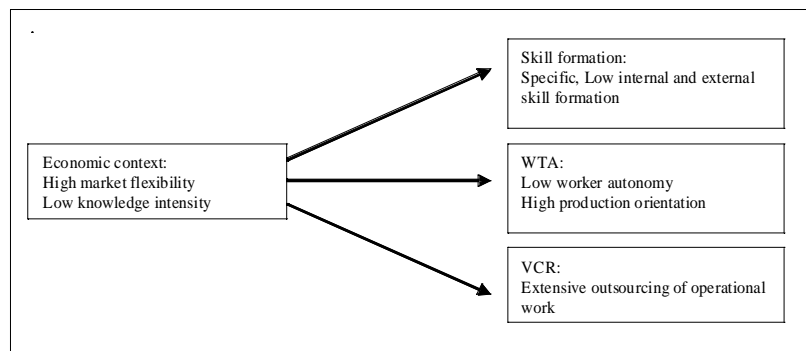 .
Skill formation:
Specific, Low internal and external
skill formation
Economic context:
High market flexibility
Low knowledge intensity
WTA:
Low worker autonomy
High production orientation
VCR:
Extensive outsourcing of operational
work